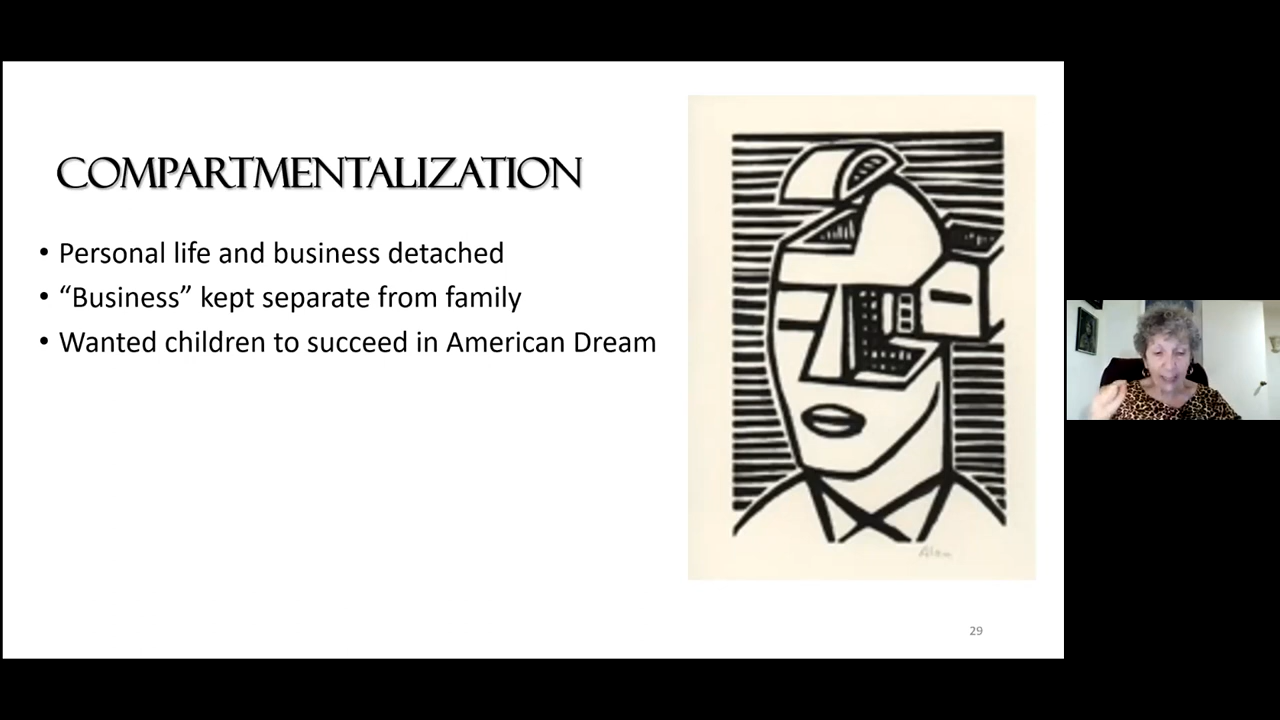 COMPARTMENTALIZATION
• Personal life and business detached
• “Business” kept separate from family
• Wanted children to succeed in American Dream
29